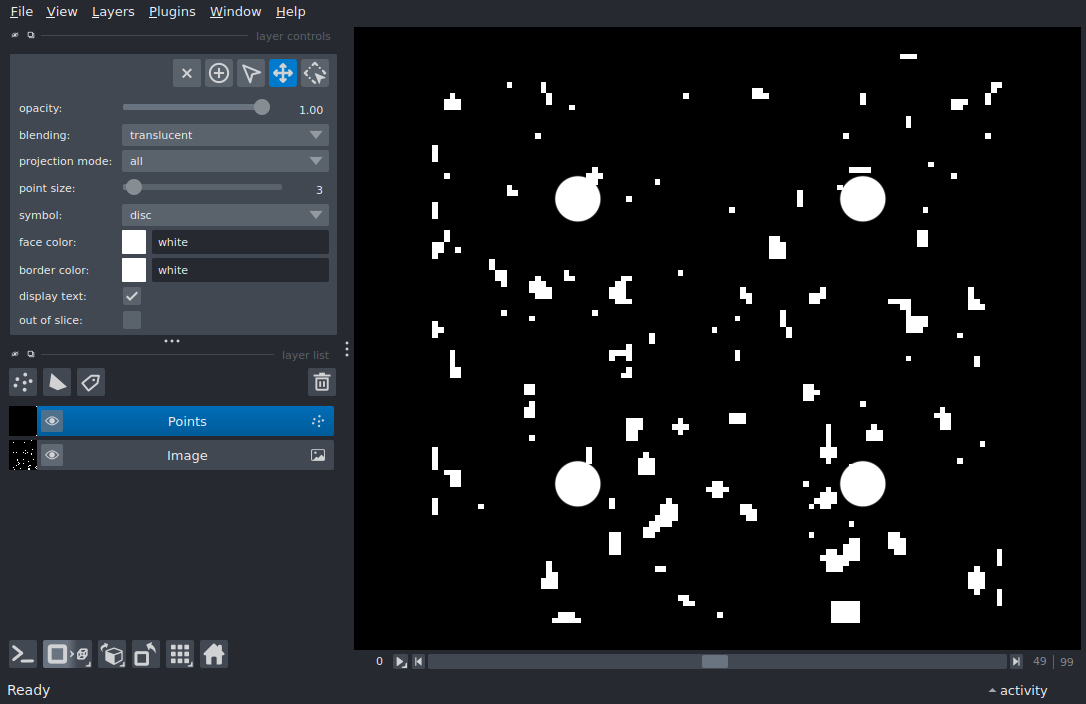 File View Layers Plugins Window Help
layer controls
opacity: 1.00
blending: translucent
projection mode: all
point size: 3
symbol: disc
face color: white
border color: white
display text:
out of slice:
layer list
Points
Image
0 49 99
Ready activity